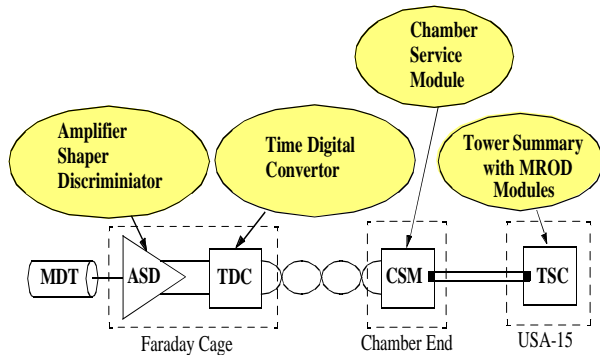 Chamber
Service
Module
Amplifier
Shaper
Discriminiator
Time Digital
Convertor
Tower Summary
with MROD
Modules
MDT
ASD
TDC
CSM
TSC
Faraday Cage
Chamber End
USA-15